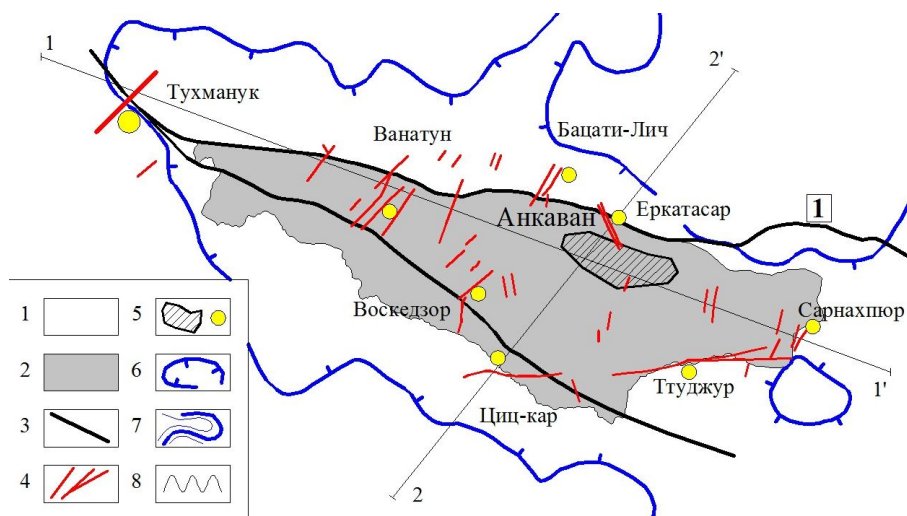 1
2'
Тухманук
Ванатун
Бацати-Лич
Анкаван
Еркатасар
1
Воскедзор
Сарнахпюр
Ттуджур
1'
Циц-кар
2
1
5
2
6
3
7
4
8